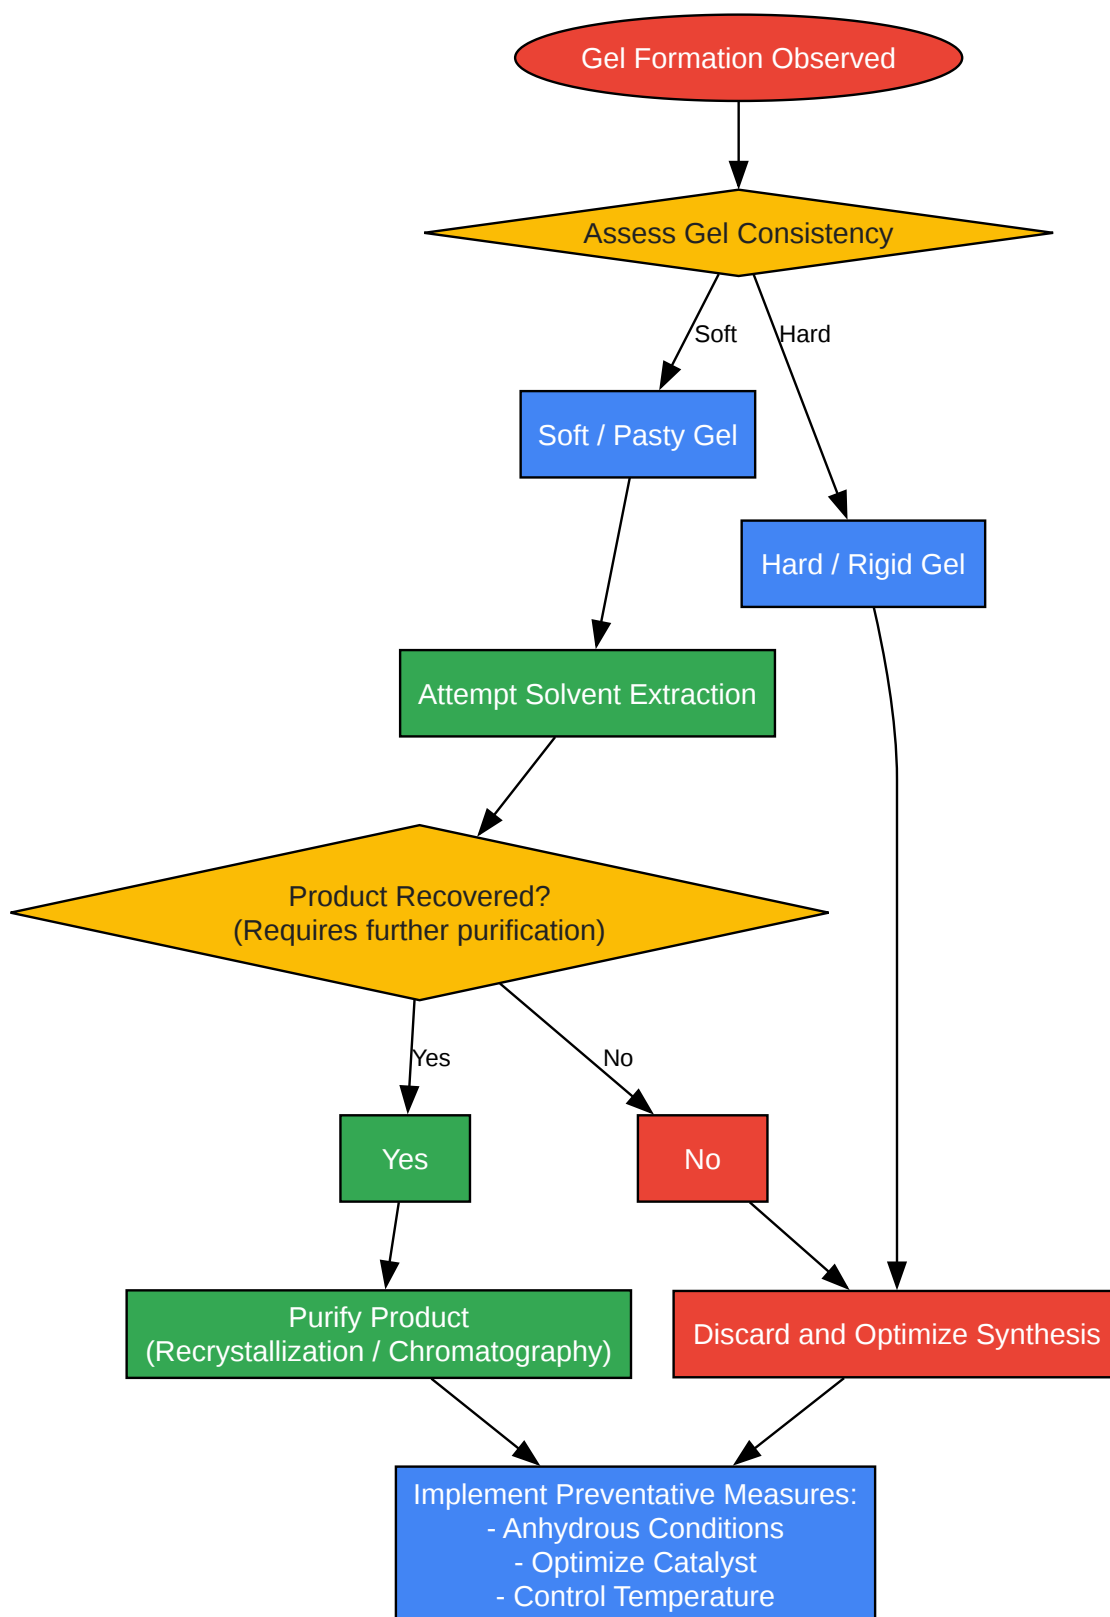 Gel Formation Observed
Assess Gel Consistency
Soft
Hard
Soft / Pasty Gel
Hard / Rigid Gel
Attempt Solvent Extraction
Product Recovered?
(Requires further purification)
Yes
No
Yes
No
Purify Product
(Recrystallization / Chromatography)
Discard and Optimize Synthesis
Implement Preventative Measures:
- Anhydrous Conditions
- Optimize Catalyst
- Control Temperature